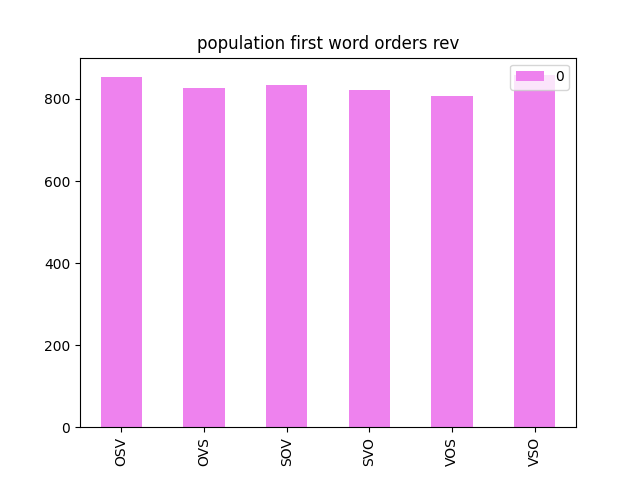 population first word orders rev
0
800
600
400
200
0
OSV
OVS
SOV
SVO
VOS
VSO